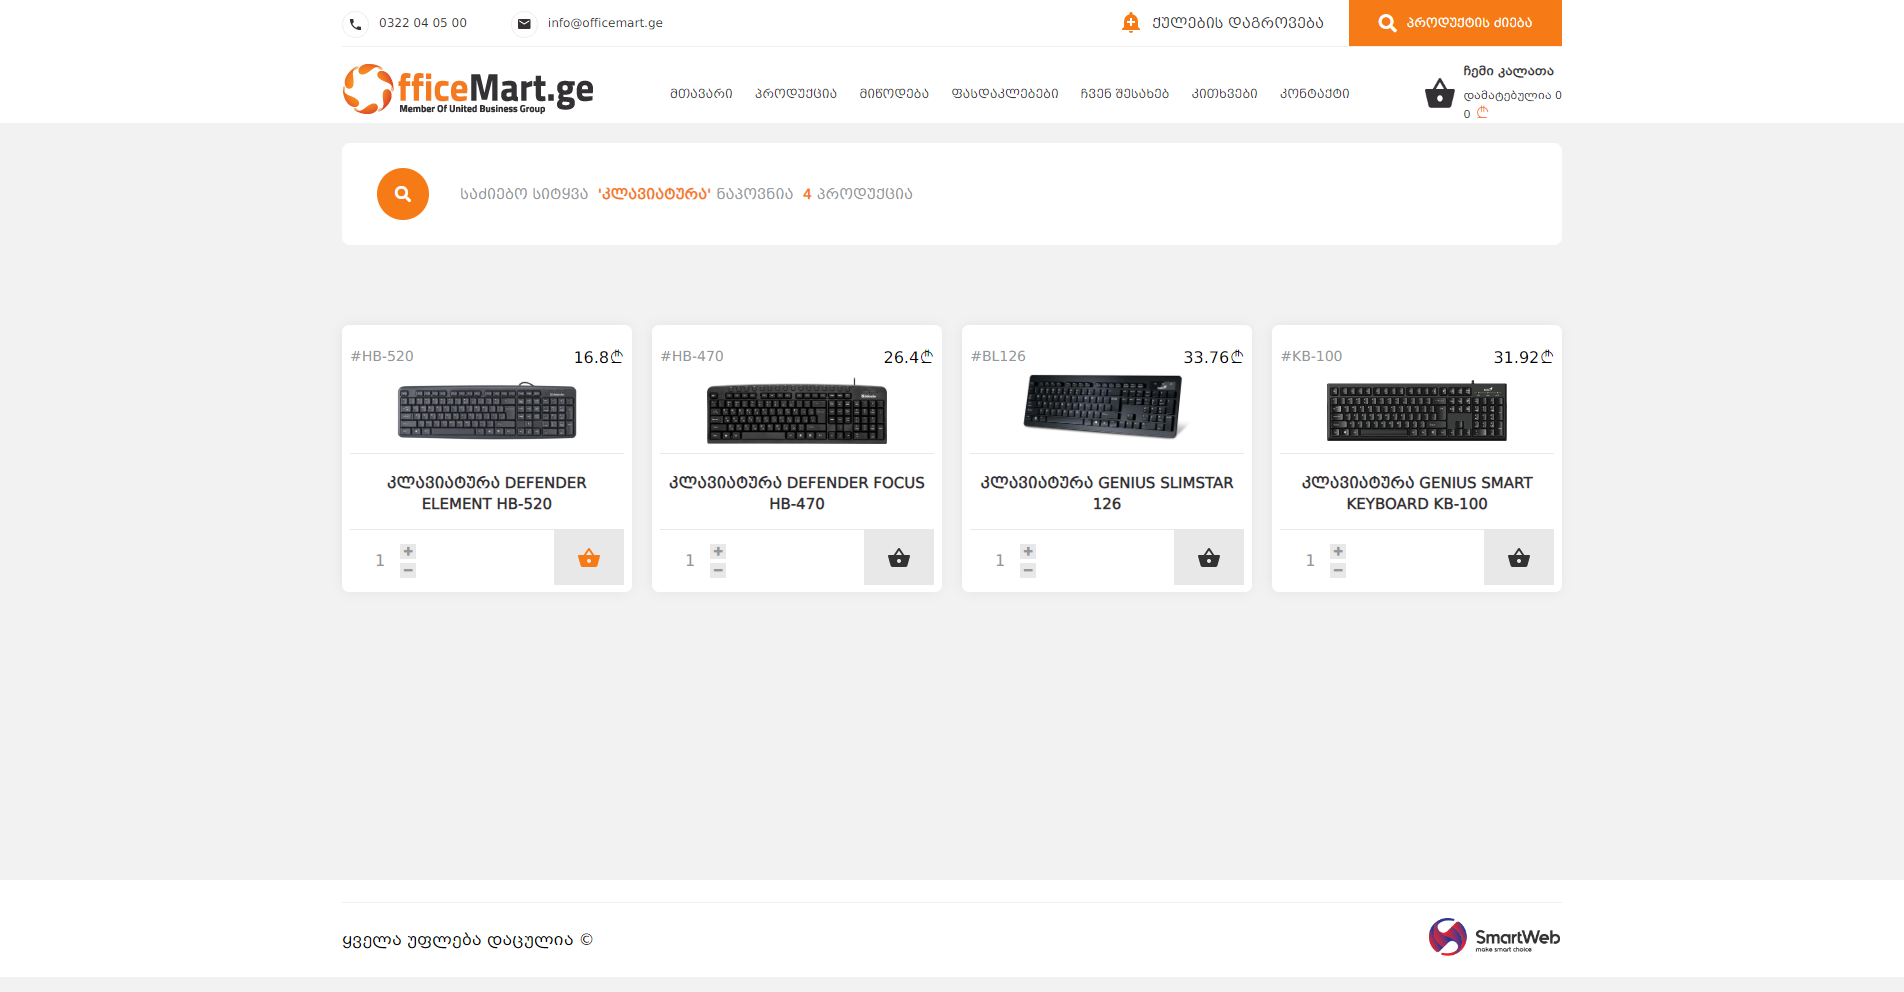 0322 04 05 00
info@officemart.ge
ქულების დაგროვება
პროდუქტის ძიება
fficeMart.ge
Member Of United Business Group
მთავარი
პროდუქცია
მიწოდება
ფასდაკლებები
ჩვენ შესახებ
კითხვები
კონტაქტი
ჩემი კალათა
დამატებულია 0
0 ₾
საძიებო სიტყვა 'კლავიატურა' ნაპოვნია 4 პროდუქცია
#HB-520
16.8₾
კლავიატურა DEFENDER
ELEMENT HB-520
1
+
−
#HB-470
26.4₾
კლავიატურა DEFENDER FOCUS
HB-470
1
+
−
#BL126
33.76₾
კლავიატურა GENIUS SLIMSTAR
126
1
+
−
#KB-100
31.92₾
კლავიატურა GENIUS SMART
KEYBOARD KB-100
1
+
−
ყველა უფლება დაცულია ©
SmartWeb
make smart choice